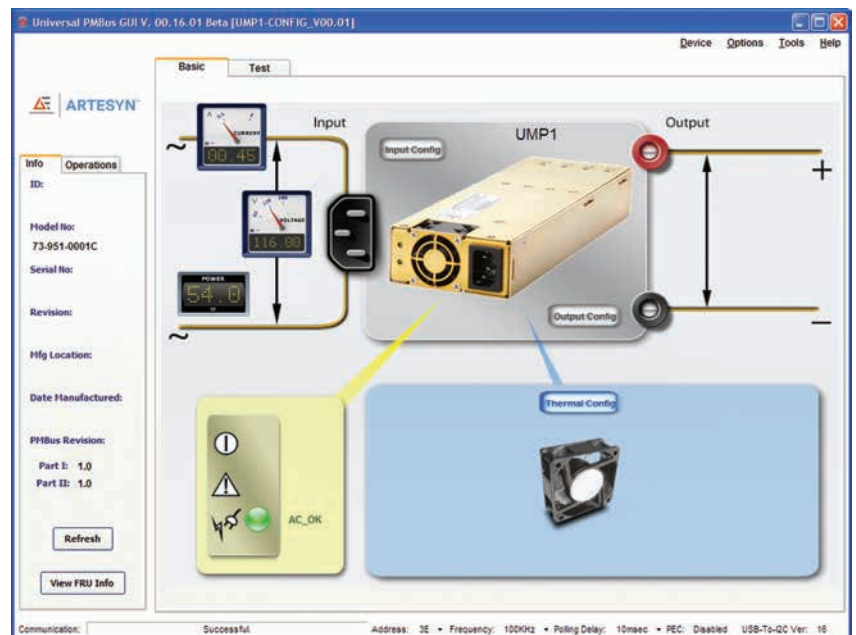 Universal PMBus GUI V. 00.16.01 Beta [UMP1-CONFIG_V00.01]
Device Options Tools Help
Basic Test
ARTESYN
Info Operations
ID:
Model No:
73-951-0001C
Serial No:
Revision:
Mfg Location:
Date Manufactured:
PMBus Revision:
Part I: 1.0
Part II: 1.0
Refresh
View FRU Info
Input
CURRENT
00.45
VOLTAGE
116.00
POWER
54.0
UMP1
Input Config
Output
+
Output Config
—
AC_OK
Thermal Config
Communication: Successful Address: 3E Frequency: 100KHz Polling Delay: 10msec PEC: Disabled USB-To-I2C Ver: 16